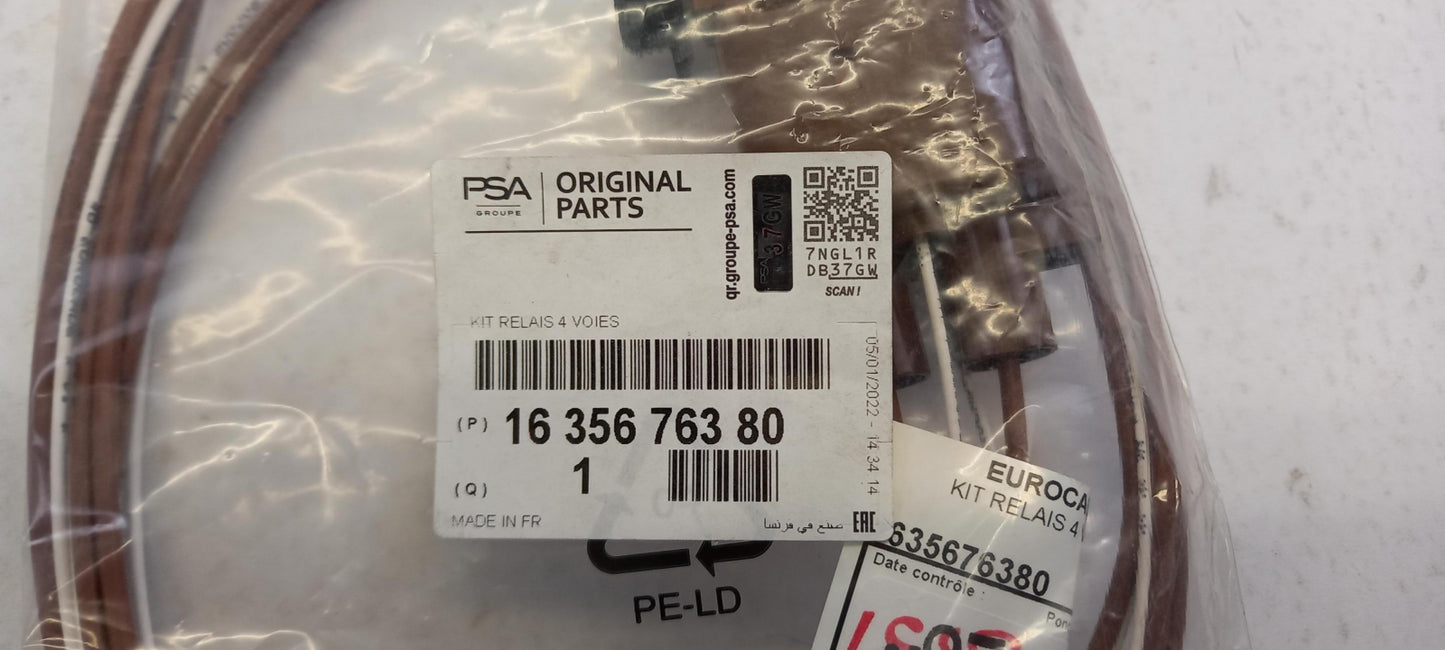 PSA
GROUPE
ORIGINAL
PARTS
qr.groupe-psa.com
37GW
7NGL1R
DB37GW
SCAN!
KIT RELAIS 4 VOIES
05/01/2022 - 14 34 14
(P) 16 356 763 80
(Q) 1
MADE IN FR
صنع في فرنسا
EAC
PE-LD
EUROCA
KIT RELAIS 4
635676380
Date contrôle :